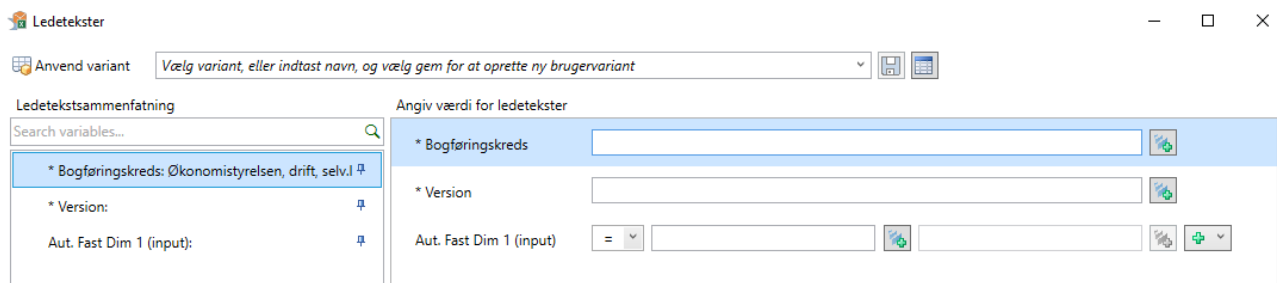 Ledetekster
Anvend variant
Vælg variant, eller indtast navn, og vælg gem for at oprette ny brugervariant
Ledetekstsammenfatning
Search variables...
* Bogføringskreds: Økonomistyrelsen, drift, selv.l
* Version:
Aut. Fast Dim 1 (input):
Angiv værdi for ledetekster
* Bogføringskreds
* Version
Aut. Fast Dim 1 (input)
=